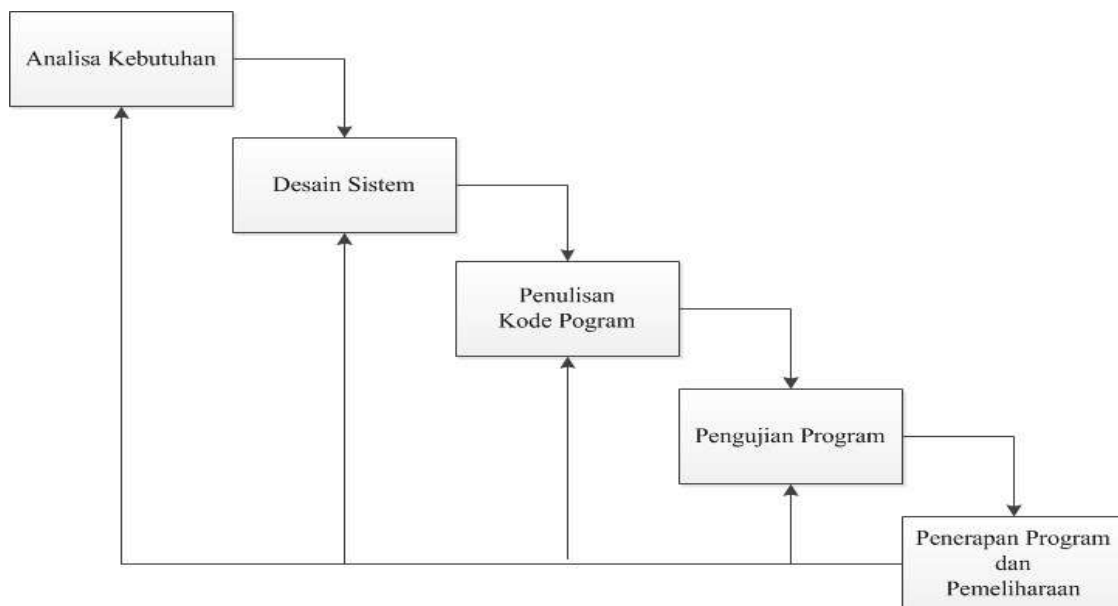 Analisa Kebutuhan
Desain Sistem
Penulisan
Kode Pogram
Pengujian Program
Penerapan Program
dan
Pemeliharaan